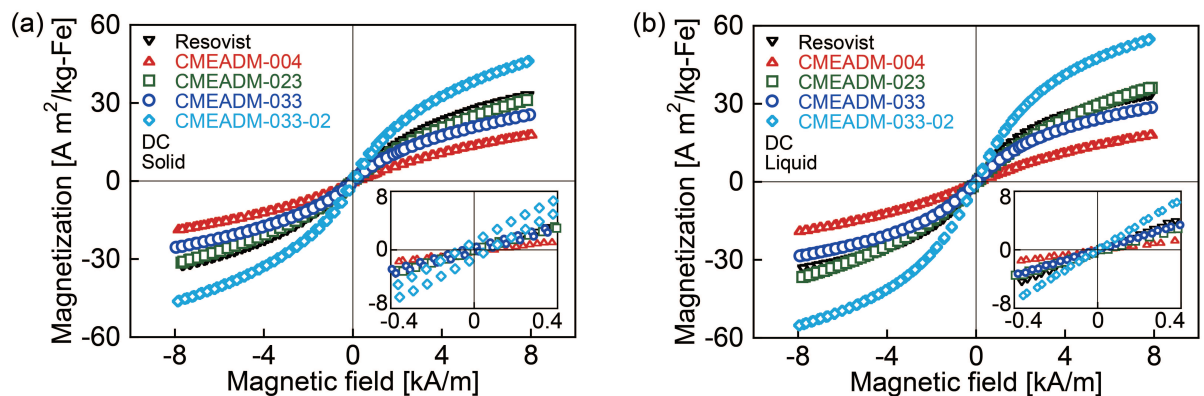 (a)
Magnetization [A m²/kg-Fe]
60
30
0
-30
-60
Resovist
CMEADM-004
CMEADM-023
CMEADM-033
CMEADM-033-02
DC
Solid
8
0
-8
-0.4
0
0.4
-8
-4
0
4
8
Magnetic field [kA/m]
(b)
Magnetization [A m²/kg-Fe]
60
30
0
-30
-60
Resovist
CMEADM-004
CMEADM-023
CMEADM-033
CMEADM-033-02
DC
Liquid
8
0
-8
-0.4
0
0.4
-8
-4
0
4
8
Magnetic field [kA/m]